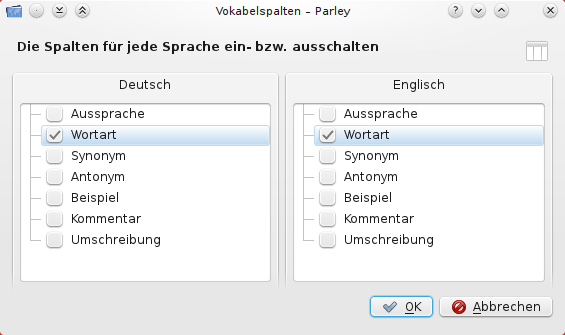 Vokabelspalten – Parley
Die Spalten für jede Sprache ein- bzw. ausschalten
Deutsch
Aussprache
Wortart
Synonym
Antonym
Beispiel
Kommentar
Umschreibung
Englisch
Aussprache
Wortart
Synonym
Antonym
Beispiel
Kommentar
Umschreibung
OK
Abbrechen